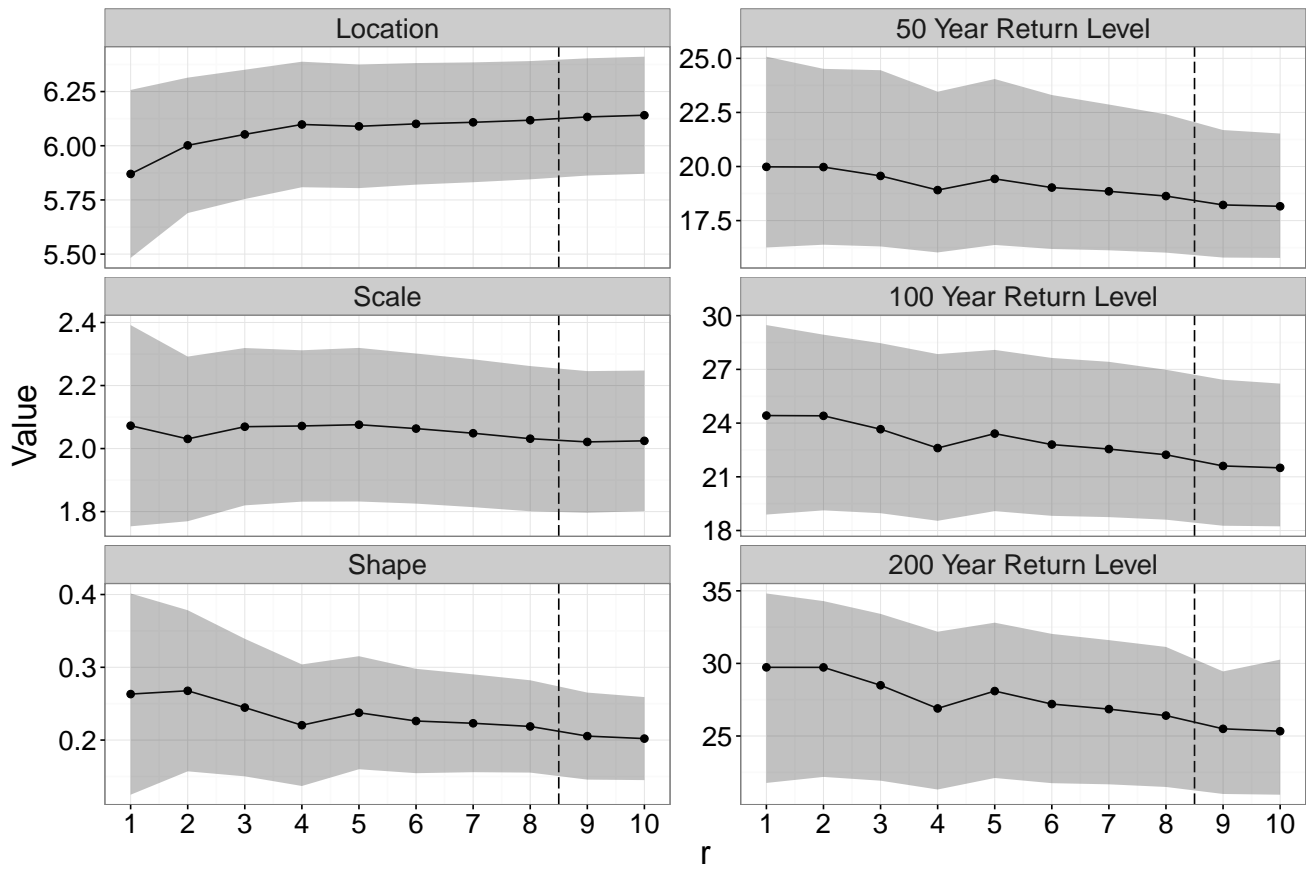 Location
50 Year Return Level
6.25
6.00
5.75
5.50
25.0
22.5
20.0
17.5
Scale
100 Year Return Level
2.4
2.2
2.0
1.8
30
27
24
21
18
Value
Shape
200 Year Return Level
0.4
0.3
0.2
35
30
25
1 2 3 4 5 6 7 8 9 10
1 2 3 4 5 6 7 8 9 10
r